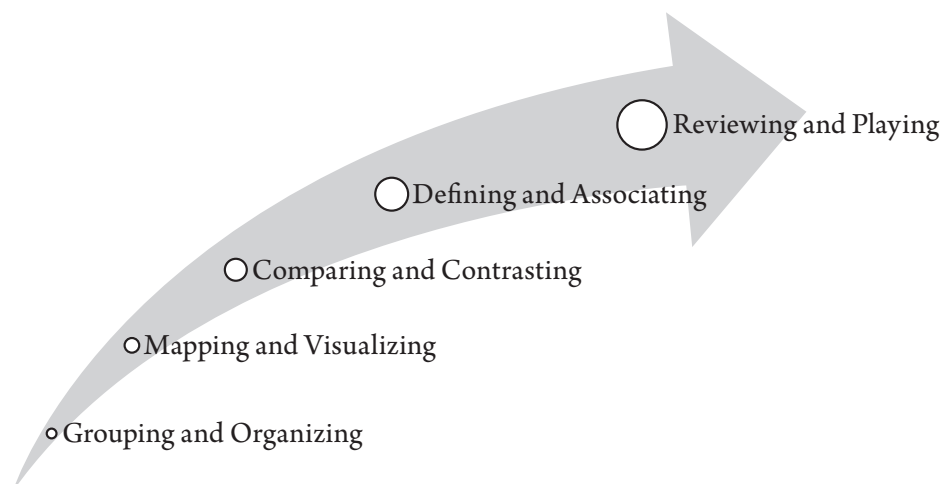 Reviewing and Playing
Defining and Associating
Comparing and Contrasting
Mapping and Visualizing
Grouping and Organizing